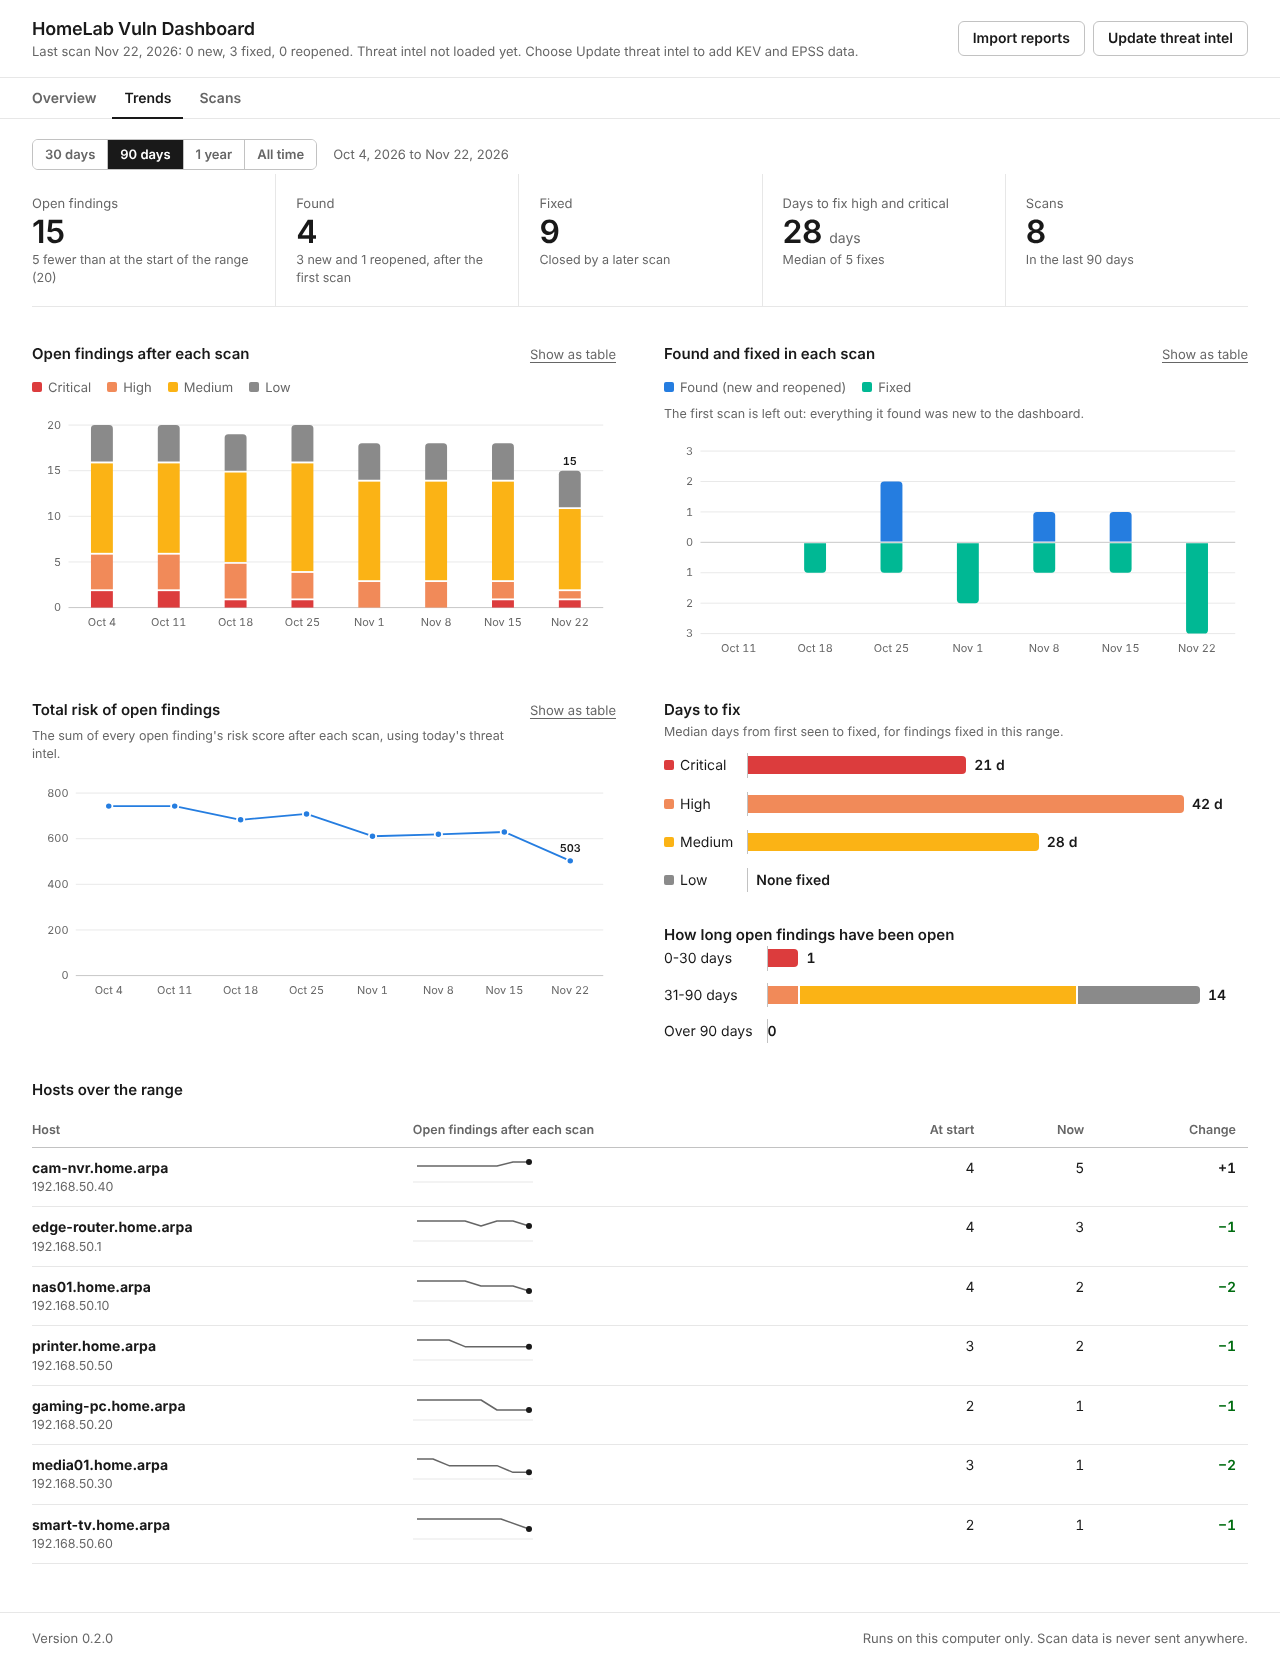 HomeLab Vuln Dashboard
Last scan Nov 22, 2026: 0 new, 3 fixed, 0 reopened. Threat intel not loaded yet. Choose Update threat intel to add KEV and EPSS data.
Import reports
Update threat intel
Overview
Trends
Scans
30 days
90 days
1 year
All time
Oct 4, 2026 to Nov 22, 2026
Open findings
15
5 fewer than at the start of the range
(20)
Found
4
3 new and 1 reopened, after the
first scan
Fixed
9
Closed by a later scan
Days to fix high and critical
28 days
Median of 5 fixes
Scans
8
In the last 90 days
Open findings after each scan
Show as table
Critical
High
Medium
Low
20
15
10
5
0
15
Oct 4
Oct 11
Oct 18
Oct 25
Nov 1
Nov 8
Nov 15
Nov 22
Found and fixed in each scan
Show as table
Found (new and reopened)
Fixed
The first scan is left out: everything it found was new to the dashboard.
3
2
1
0
1
2
3
Oct 11
Oct 18
Oct 25
Nov 1
Nov 8
Nov 15
Nov 22
Total risk of open findings
Show as table
The sum of every open finding's risk score after each scan, using today's threat
intel.
800
600
400
200
0
503
Oct 4
Oct 11
Oct 18
Oct 25
Nov 1
Nov 8
Nov 15
Nov 22
Days to fix
Median days from first seen to fixed, for findings fixed in this range.
Critical
21 d
High
42 d
Medium
28 d
Low
None fixed
How long open findings have been open
0-30 days
1
31-90 days
14
Over 90 days
0
Hosts over the range
Host
Open findings after each scan
At start
Now
Change
cam-nvr.home.arpa
192.168.50.40
4
5
+1
edge-router.home.arpa
192.168.50.1
4
3
−1
nas01.home.arpa
192.168.50.10
4
2
−2
printer.home.arpa
192.168.50.50
3
2
−1
gaming-pc.home.arpa
192.168.50.20
2
1
−1
media01.home.arpa
192.168.50.30
3
1
−2
smart-tv.home.arpa
192.168.50.60
2
1
−1
Version 0.2.0
Runs on this computer only. Scan data is never sent anywhere.